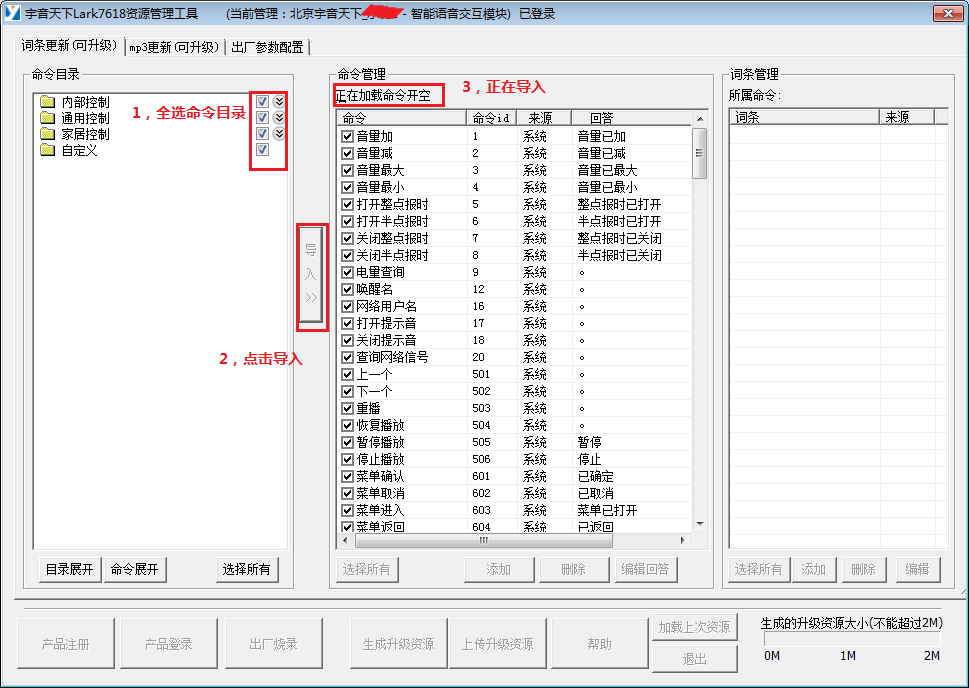 宇音天下Lark7618资源管理工具 (当前管理：北京宇音天下 - 智能语音交互模块) 已登录
词条更新(可升级) mp3更新(可升级) 出厂参数配置
命令目录
内部控制
通用控制
家居控制
自定义
1，全选命令目录
目录展开 命令展开 选择所有
导
入
>>
2，点击导入
命令管理
正在加载命令开空
3，正在导入
命令 命令id 来源 回答
音量加 1 系统 音量已加
音量减 2 系统 音量已减
音量最大 3 系统 音量已最大
音量最小 4 系统 音量已最小
打开整点报时 5 系统 整点报时已打开
打开半点报时 6 系统 半点报时已打开
关闭整点报时 7 系统 整点报时已关闭
关闭半点报时 8 系统 半点报时已关闭
电量查询 9 系统 。
唤醒名 12 系统 。
网络用户名 16 系统 。
打开提示音 17 系统 。
关闭提示音 18 系统 。
查询网络信号 20 系统 。
上一个 501 系统 。
下一个 502 系统 。
重播 503 系统 。
恢复播放 504 系统 。
暂停播放 505 系统 暂停
停止播放 506 系统 停止
菜单确认 601 系统 已确定
菜单取消 602 系统 已取消
菜单进入 603 系统 菜单已打开
菜单返回 604 系统 已返回
选择所有 添加 删除 编辑回答
词条管理
所属命令：
词条 来源
选择所有 添加 删除 编辑
产品注册 产品登录 出厂烧录 生成升级资源 上传升级资源 帮助
加载上次资源
退出
生成的升级资源大小(不能超过2M)
0M 1M 2M